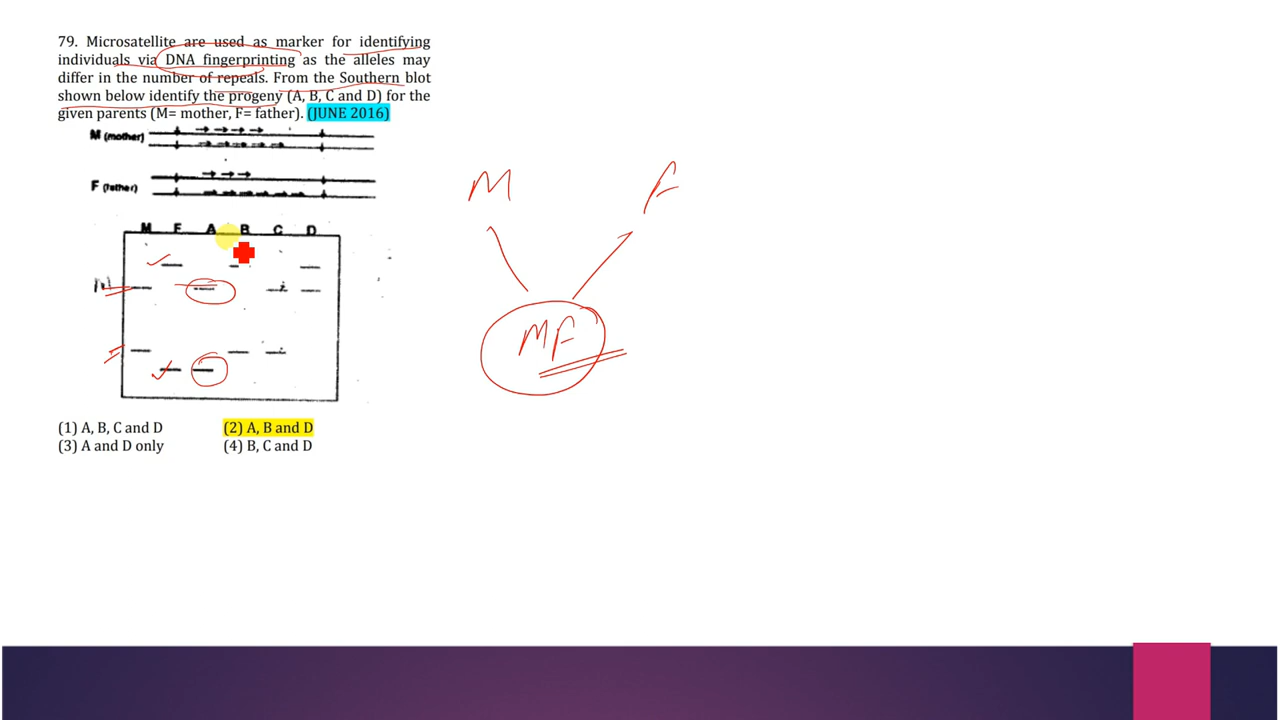 79. Microsatellite are used as marker for identifying
individuals via DNA fingerprinting as the alleles may
differ in the number of repeals. From the Southern blot
shown below identify the progeny (A, B, C and D) for the
given parents (M= mother, F= father). (JUNE 2016)
M (mother)
F (father)
M F A B C D
M F
MF
(1) A, B, C and D (2) A, B and D
(3) A and D only (4) B, C and D